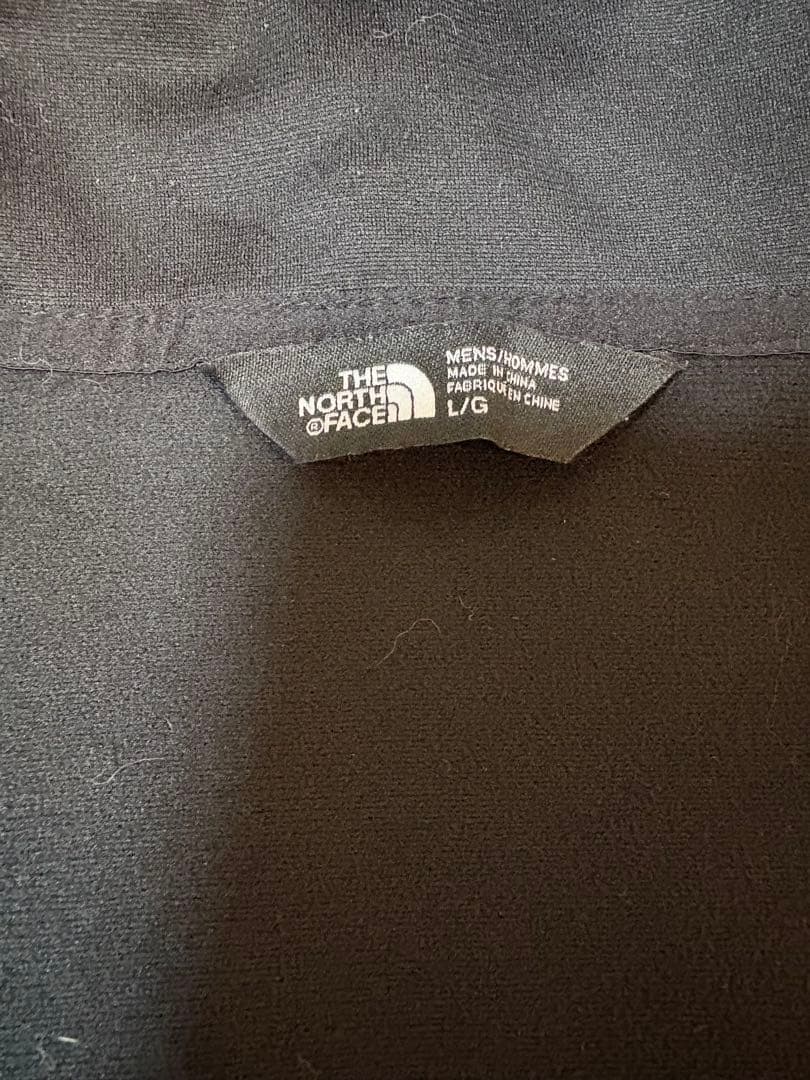 THE
NORTH
®FACE
MENS/HOMMES
MADE IN CHINA
FABRIQUÉ EN CHINE
L/G